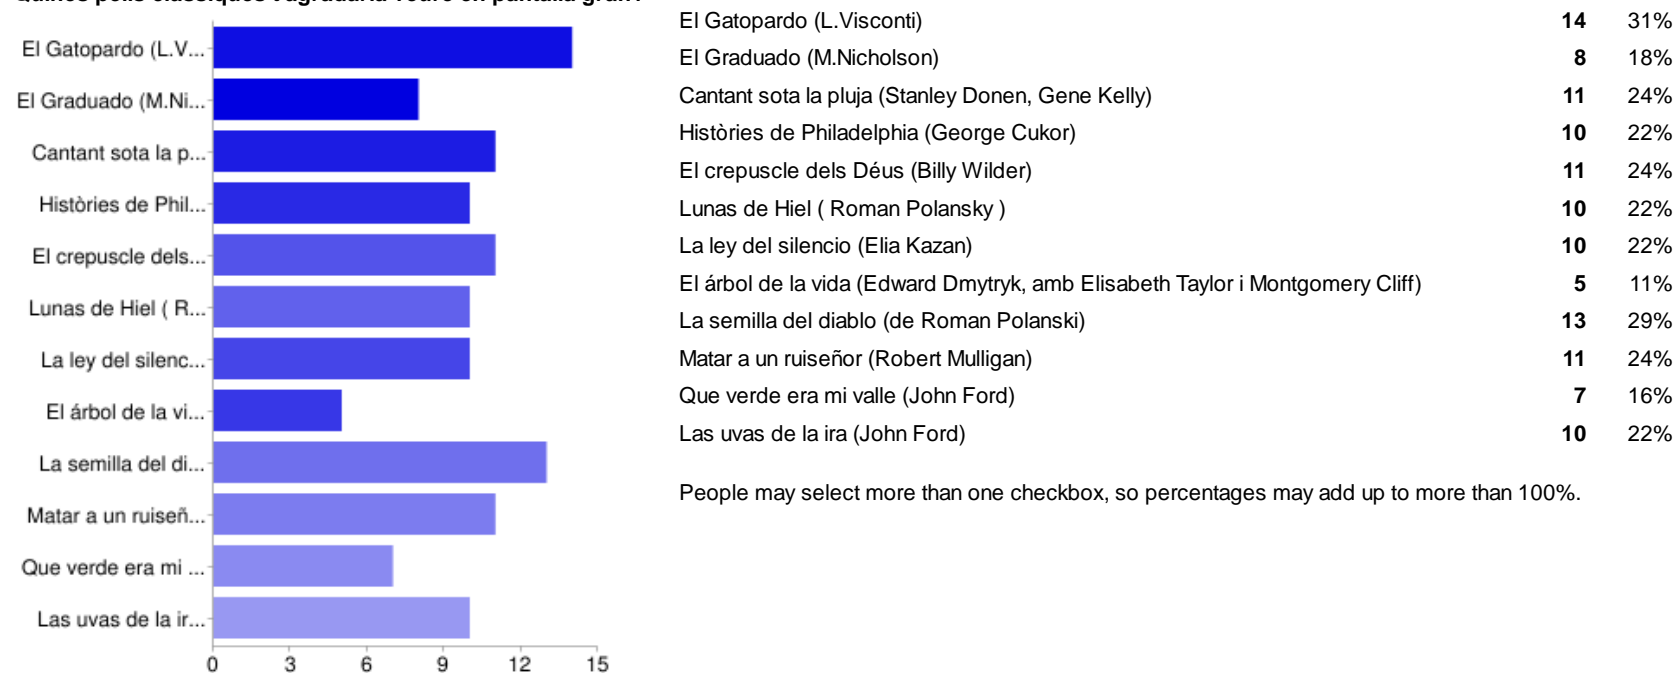 El Gatopardo (L.V...
El Graduado (M.Ni...
Cantant sota la p...
Històries de Phil...
El crepuscle dels...
Lunas de Hiel ( R...
La ley del silenc...
El árbol de la vi...
La semilla del di...
Matar a un ruiseñ...
Que verde era mi ...
Las uvas de la ir...
0 3 6 9 12 15
El Gatopardo (L.Visconti) 14 31%
El Graduado (M.Nicholson) 8 18%
Cantant sota la pluja (Stanley Donen, Gene Kelly) 11 24%
Històries de Philadelphia (George Cukor) 10 22%
El crepuscle dels Déus (Billy Wilder) 11 24%
Lunas de Hiel ( Roman Polansky ) 10 22%
La ley del silencio (Elia Kazan) 10 22%
El árbol de la vida (Edward Dmytryk, amb Elisabeth Taylor i Montgomery Cliff) 5 11%
La semilla del diablo (de Roman Polanski) 13 29%
Matar a un ruiseñor (Robert Mulligan) 11 24%
Que verde era mi valle (John Ford) 7 16%
Las uvas de la ira (John Ford) 10 22%
People may select more than one checkbox, so percentages may add up to more than 100%.